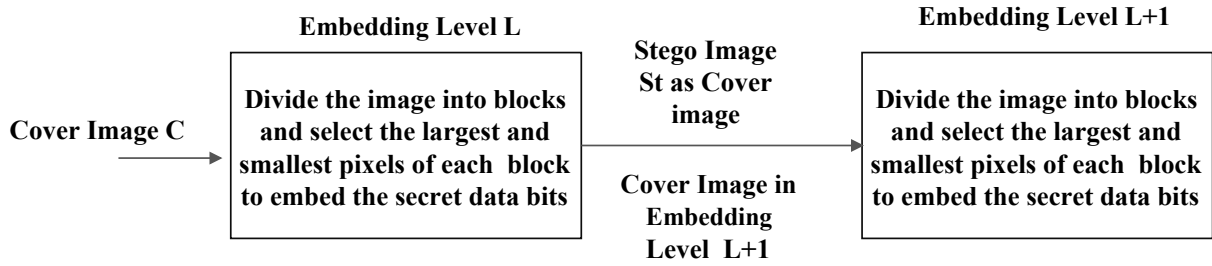 Cover Image C
Embedding Level L
Divide the image into blocks
and select the largest and
smallest pixels of each block
to embed the secret data bits
Stego Image
St as Cover
image
Cover Image in
Embedding
Level L+1
Embedding Level L+1
Divide the image into blocks
and select the largest and
smallest pixels of each block
to embed the secret data bits